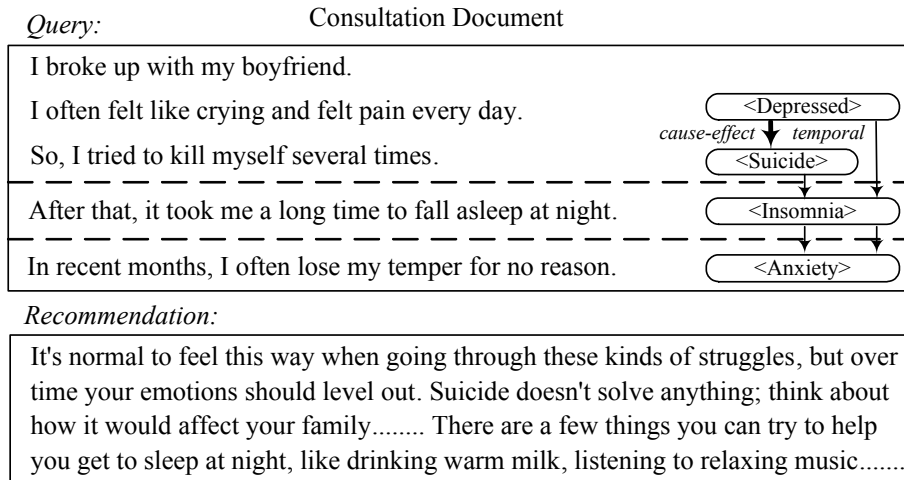 Consultation Document
Query:
I broke up with my boyfriend.
I often felt like crying and felt pain every day.
<Depressed>
cause-effect temporal
So, I tried to kill myself several times.
<Suicide>
After that, it took me a long time to fall asleep at night.
<Insomnia>
In recent months, I often lose my temper for no reason.
<Anxiety>
Recommendation:
It's normal to feel this way when going through these kinds of struggles, but over
time your emotions should level out. Suicide doesn't solve anything; think about
how it would affect your family........ There are a few things you can try to help
you get to sleep at night, like drinking warm milk, listening to relaxing music.......